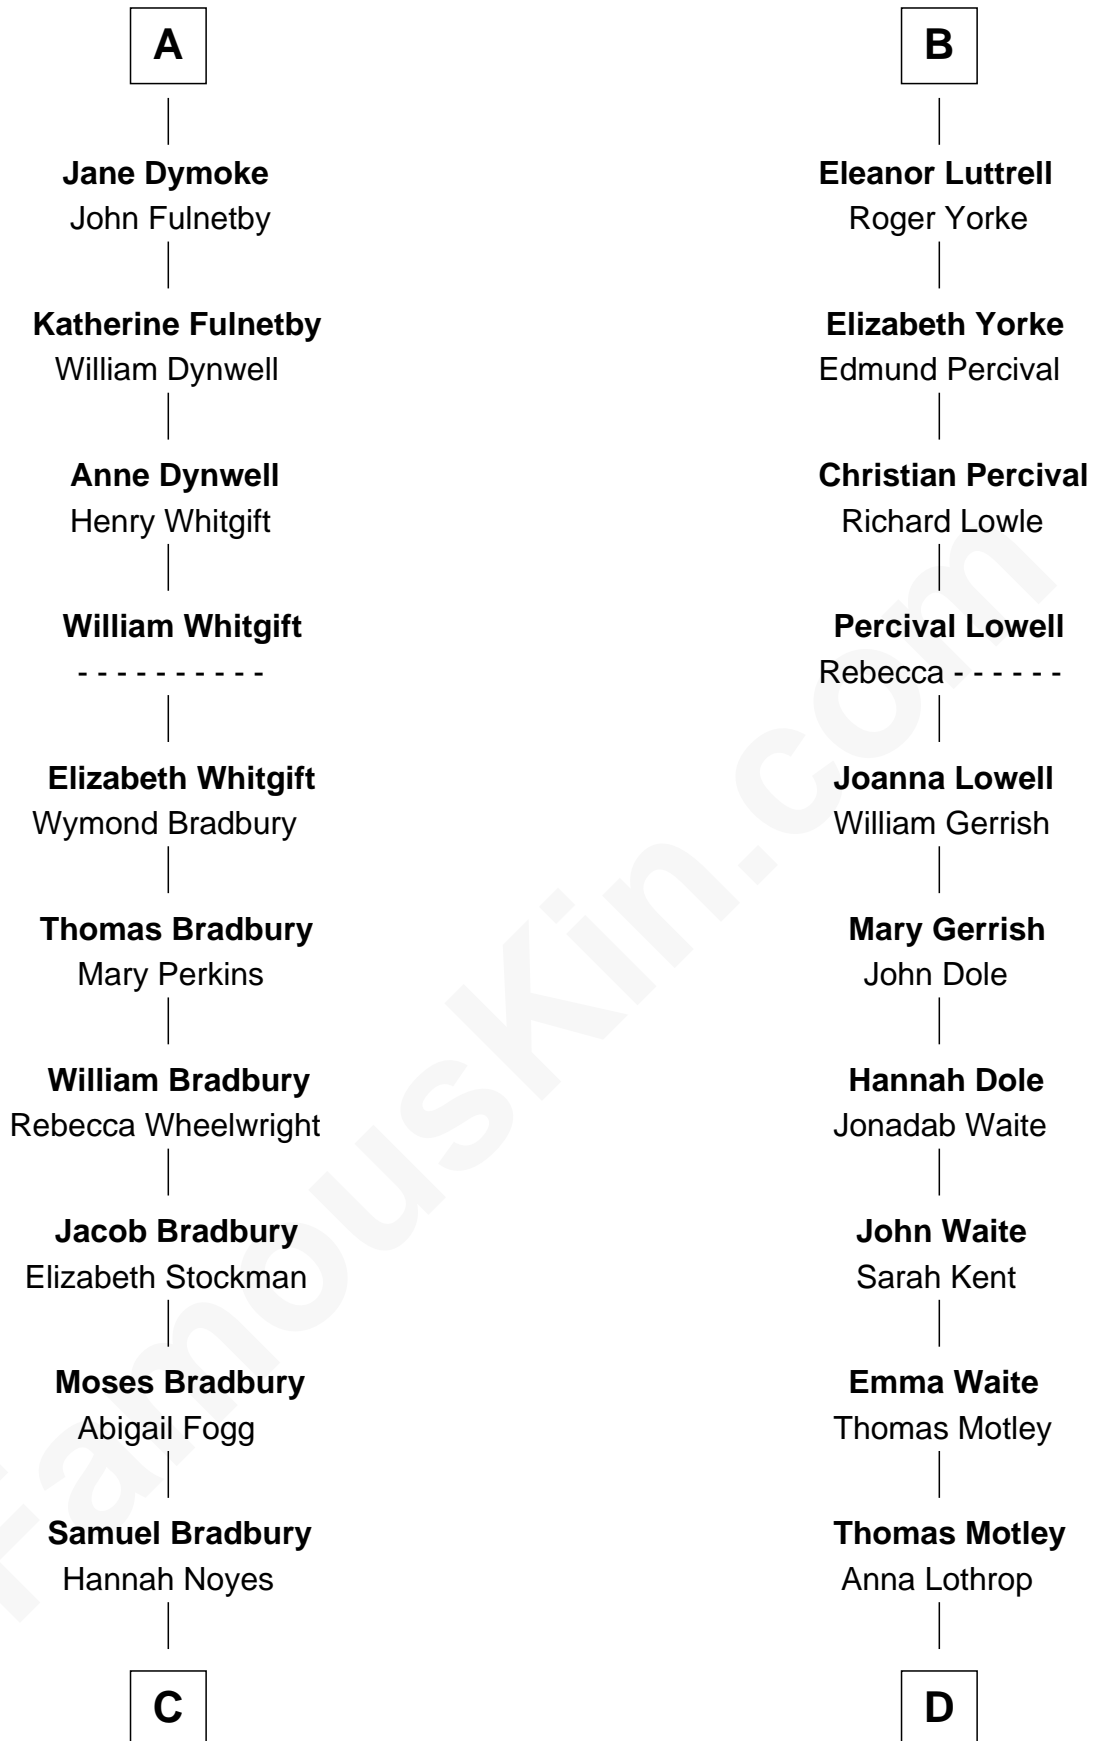 A
Jane Dymoke
John Fulnetby
Katherine Fulnetby
William Dynwell
Anne Dynwell
Henry Whitgift
William Whitgift
- - - - - - - - - -
Elizabeth Whitgift
Wymond Bradbury
Thomas Bradbury
Mary Perkins
William Bradbury
Rebecca Wheelwright
Jacob Bradbury
Elizabeth Stockman
Moses Bradbury
Abigail Fogg
Samuel Bradbury
Hannah Noyes
C
B
Eleanor Luttrell
Roger Yorke
Elizabeth Yorke
Edmund Percival
Christian Percival
Richard Lowle
Percival Lowell
Rebecca - - - - - -
Joanna Lowell
William Gerrish
Mary Gerrish
John Dole
Hannah Dole
Jonadab Waite
John Waite
Sarah Kent
Emma Waite
Thomas Motley
Thomas Motley
Anna Lothrop
D
FamousKin.com